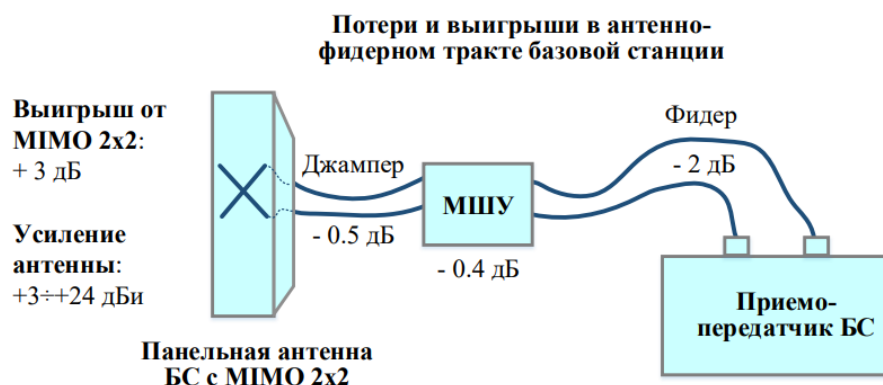 Потери и выигрыши в антенно-
фидерном тракте базовой станции
Выигрыш от
MIMO 2x2:
+ 3 дБ
Усиление
антенны:
+3÷+24 дБи
Джампер
- 0.5 дБ
МШУ
- 0.4 дБ
Фидер
- 2 дБ
Приемо-
передатчик БС
Панельная антенна
БС с MIMO 2x2